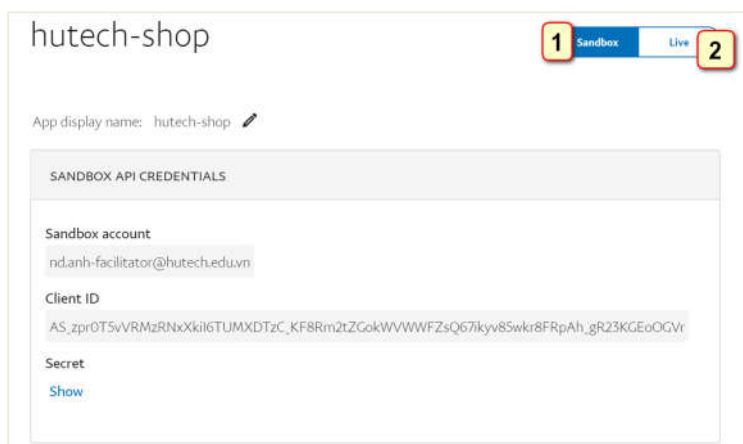 hutech-shop
1 Sandbox Live 2
App display name: hutech-shop
SANDBOX API CREDENTIALS
Sandbox account
nd.anh-facilitator@hutech.edu.vn
Client ID
AS_zpr0T5vVRMzRNxXkiI6TUMXDTzC_KF8Rm2tZGokWVWWFZsQ67ikyv85wkr8FRpAh_gR23KGEoOGVr
Secret
Show